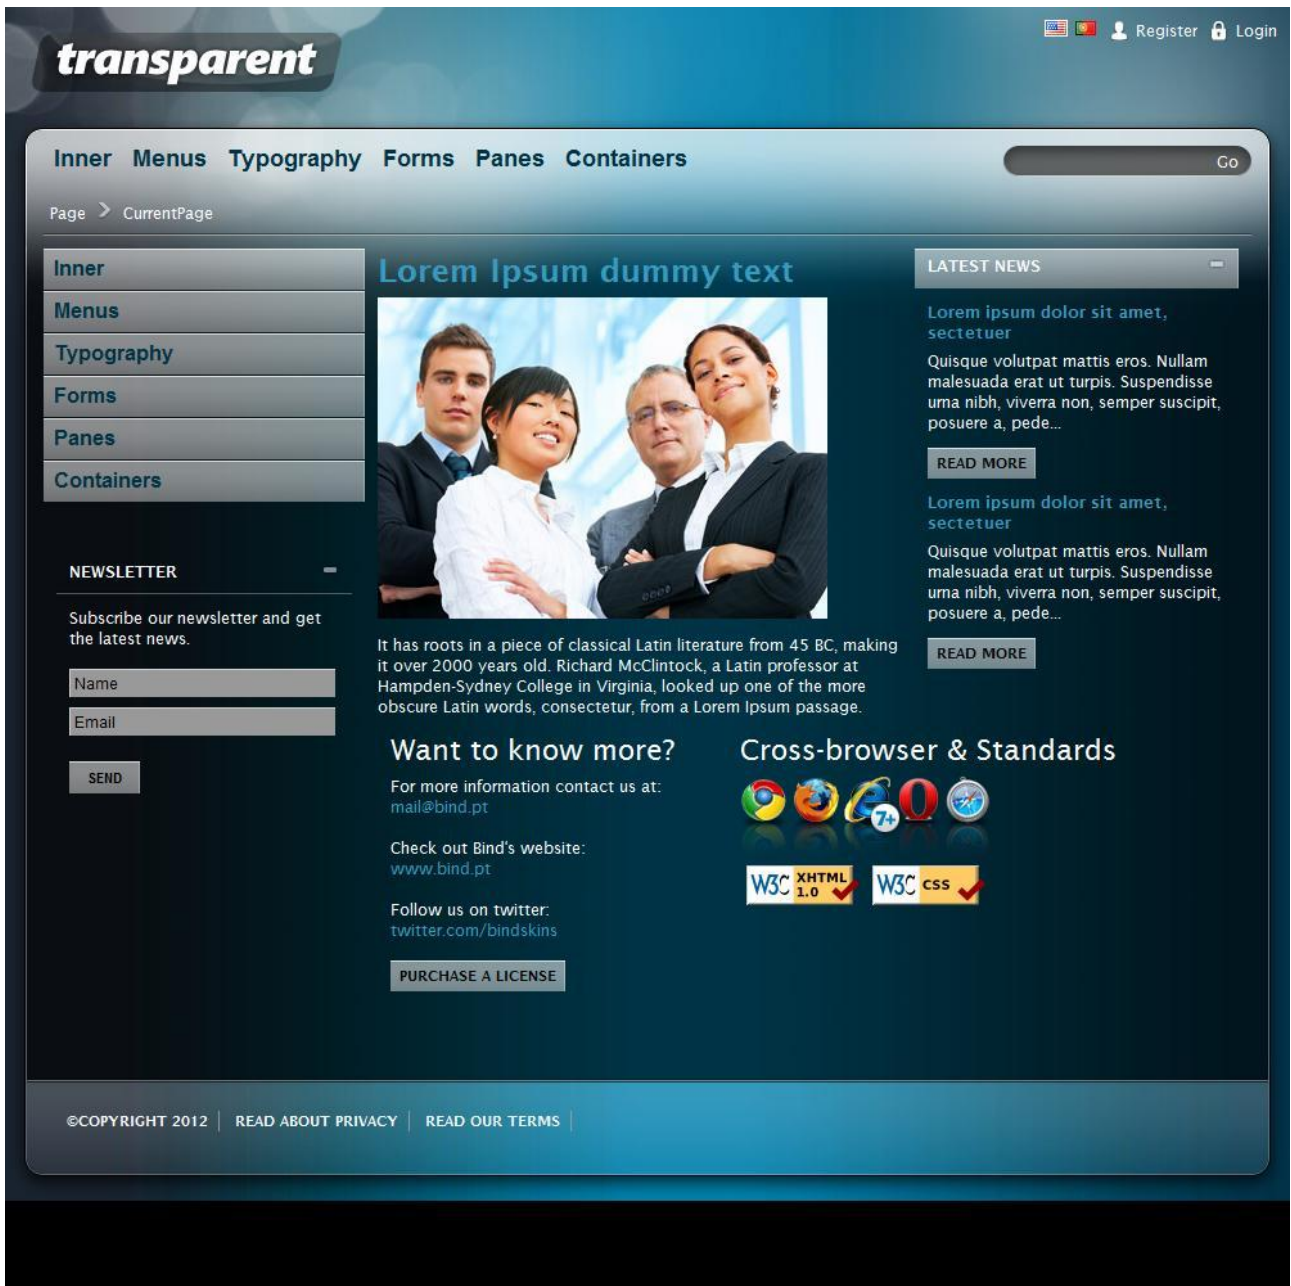 transparent
Register Login
Inner Menus Typography Forms Panes Containers
Go
Page CurrentPage
Inner
Menus
Typography
Forms
Panes
Containers
NEWSLETTER
Subscribe our newsletter and get
the latest news.
Name
Email
SEND
Lorem Ipsum dummy text
It has roots in a piece of classical Latin literature from 45 BC, making
it over 2000 years old. Richard McClintock, a Latin professor at
Hampden-Sydney College in Virginia, looked up one of the more
obscure Latin words, consectetur, from a Lorem Ipsum passage.
LATEST NEWS
Lorem ipsum dolor sit amet,
sectetuer
Quisque volutpat mattis eros. Nullam
malesuada erat ut turpis. Suspendisse
urna nibh, viverra non, semper suscipit,
posuere a, pede...
READ MORE
Lorem ipsum dolor sit amet,
sectetuer
Quisque volutpat mattis eros. Nullam
malesuada erat ut turpis. Suspendisse
urna nibh, viverra non, semper suscipit,
posuere a, pede...
READ MORE
Want to know more?
For more information contact us at:
mail@bind.pt
Check out Bind's website:
www.bind.pt
Follow us on twitter:
twitter.com/bindskins
PURCHASE A LICENSE
Cross-browser & Standards
7+
W3C XHTML 1.0
W3C css
©COPYRIGHT 2012 READ ABOUT PRIVACY READ OUR TERMS